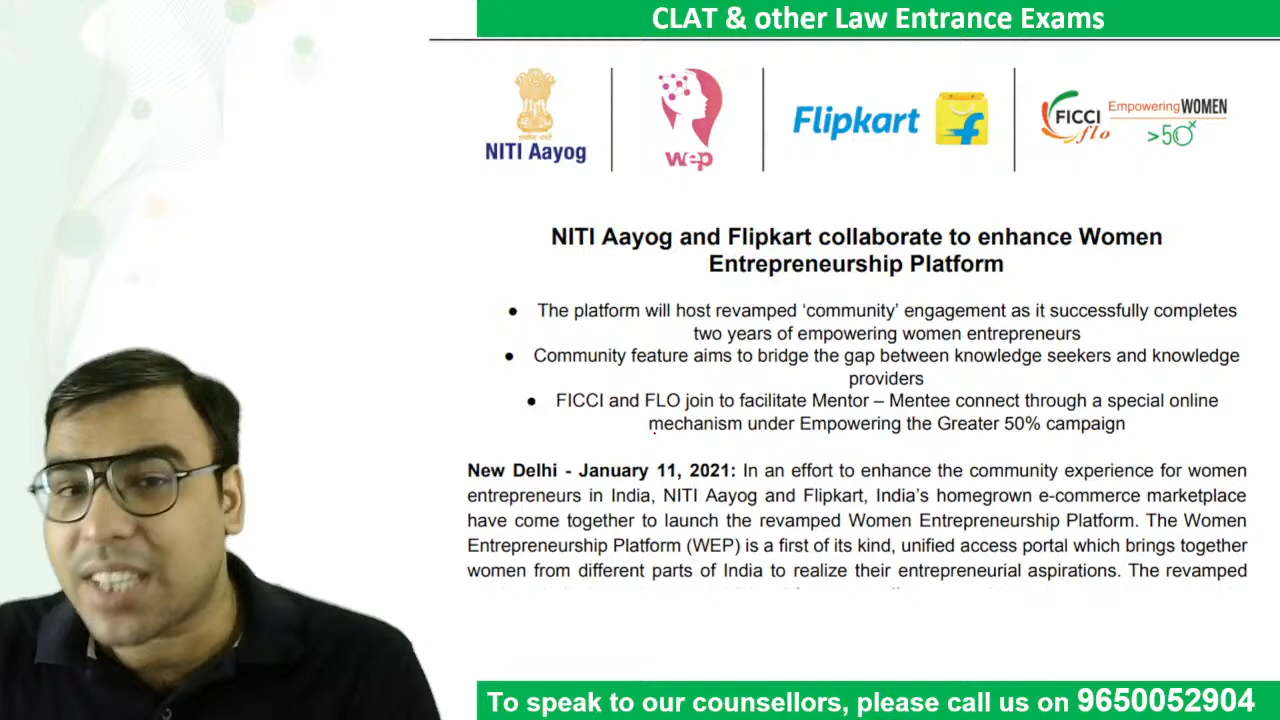 CLAT & other Law Entrance Exams
NITI Aayog
wep
Flipkart
f
FICCI
flo
Empowering WOMEN
>50%
NITI Aayog and Flipkart collaborate to enhance Women
Entrepreneurship Platform
● The platform will host revamped ‘community’ engagement as it successfully completes
two years of empowering women entrepreneurs
● Community feature aims to bridge the gap between knowledge seekers and knowledge
providers
● FICCI and FLO join to facilitate Mentor – Mentee connect through a special online
mechanism under Empowering the Greater 50% campaign
New Delhi - January 11, 2021: In an effort to enhance the community experience for women
entrepreneurs in India, NITI Aayog and Flipkart, India’s homegrown e-commerce marketplace
have come together to launch the revamped Women Entrepreneurship Platform. The Women
Entrepreneurship Platform (WEP) is a first of its kind, unified access portal which brings together
women from different parts of India to realize their entrepreneurial aspirations. The revamped
To speak to our counsellors, please call us on 9650052904